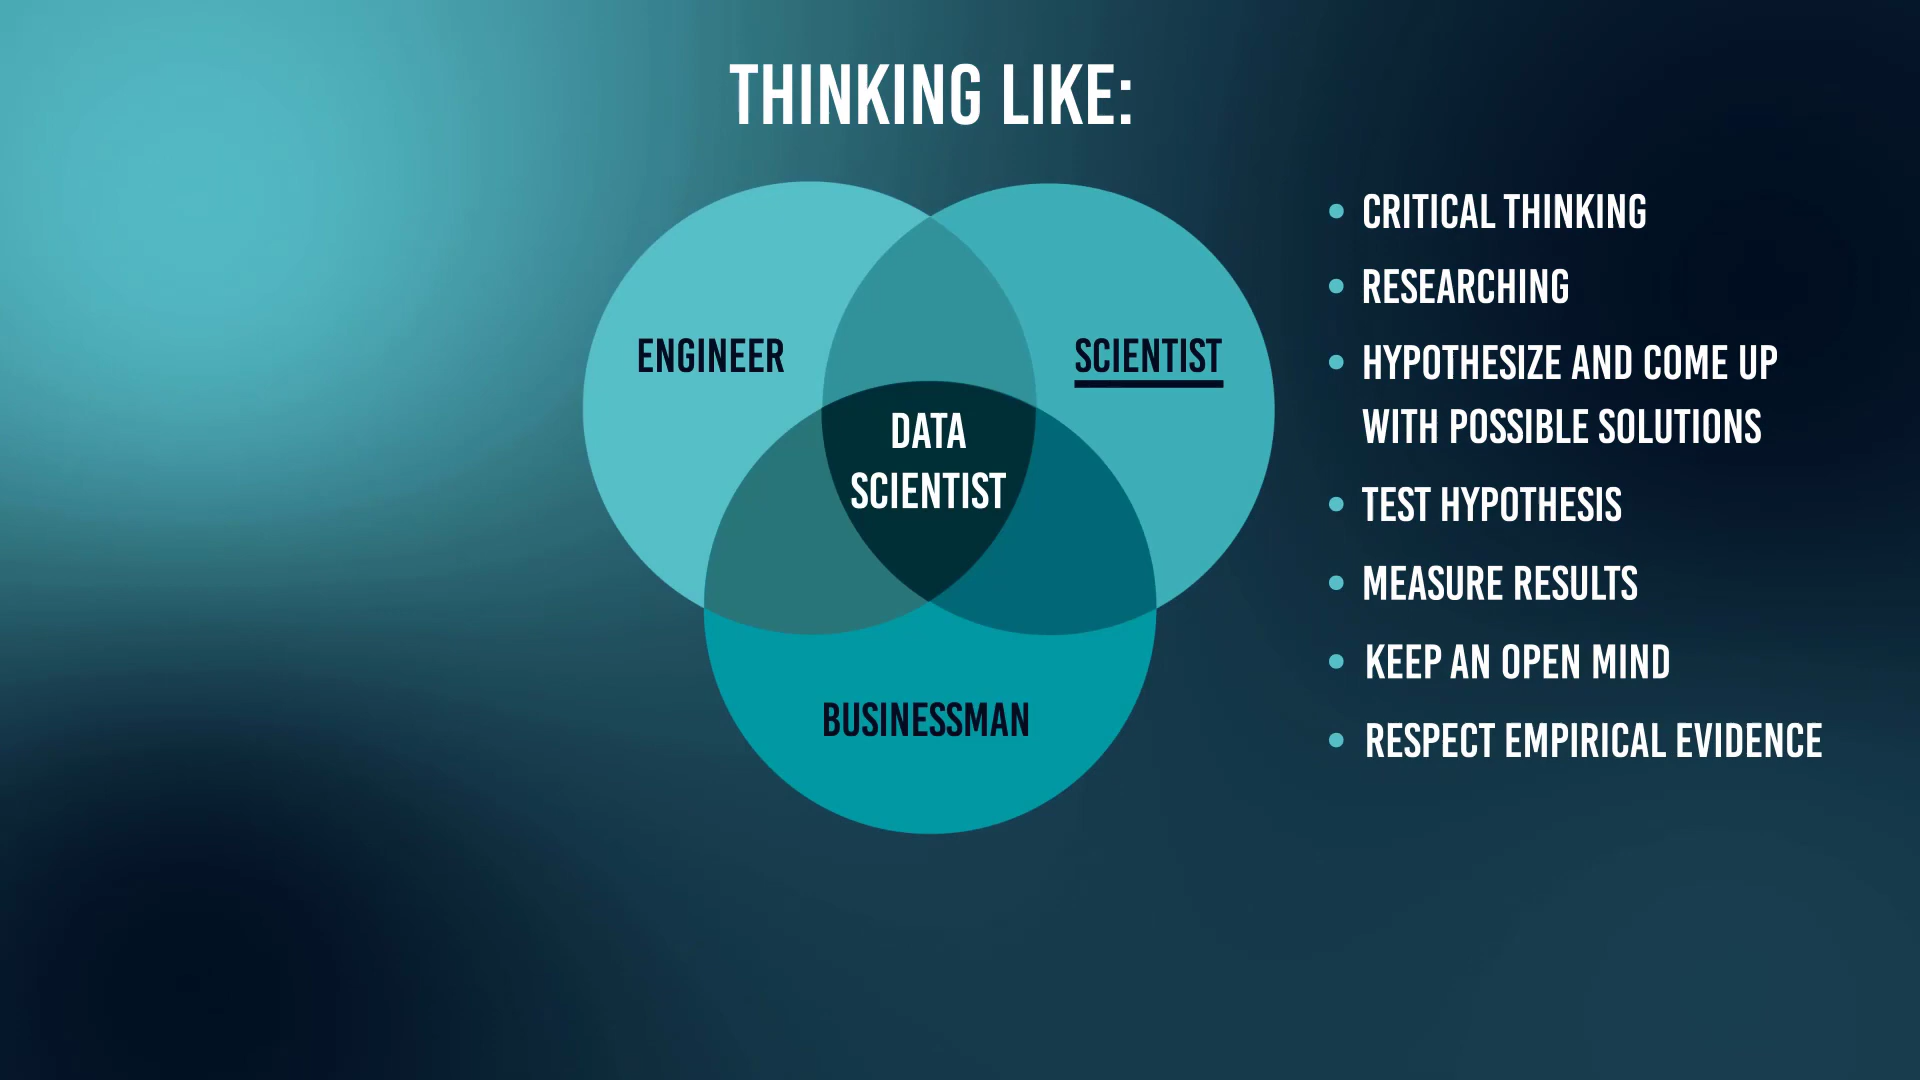 THINKING LIKE:
ENGINEER
SCIENTIST
DATA
SCIENTIST
BUSINESSMAN
• CRITICAL THINKING
• RESEARCHING
• HYPOTHESIZE AND COME UP
WITH POSSIBLE SOLUTIONS
• TEST HYPOTHESIS
• MEASURE RESULTS
• KEEP AN OPEN MIND
• RESPECT EMPIRICAL EVIDENCE